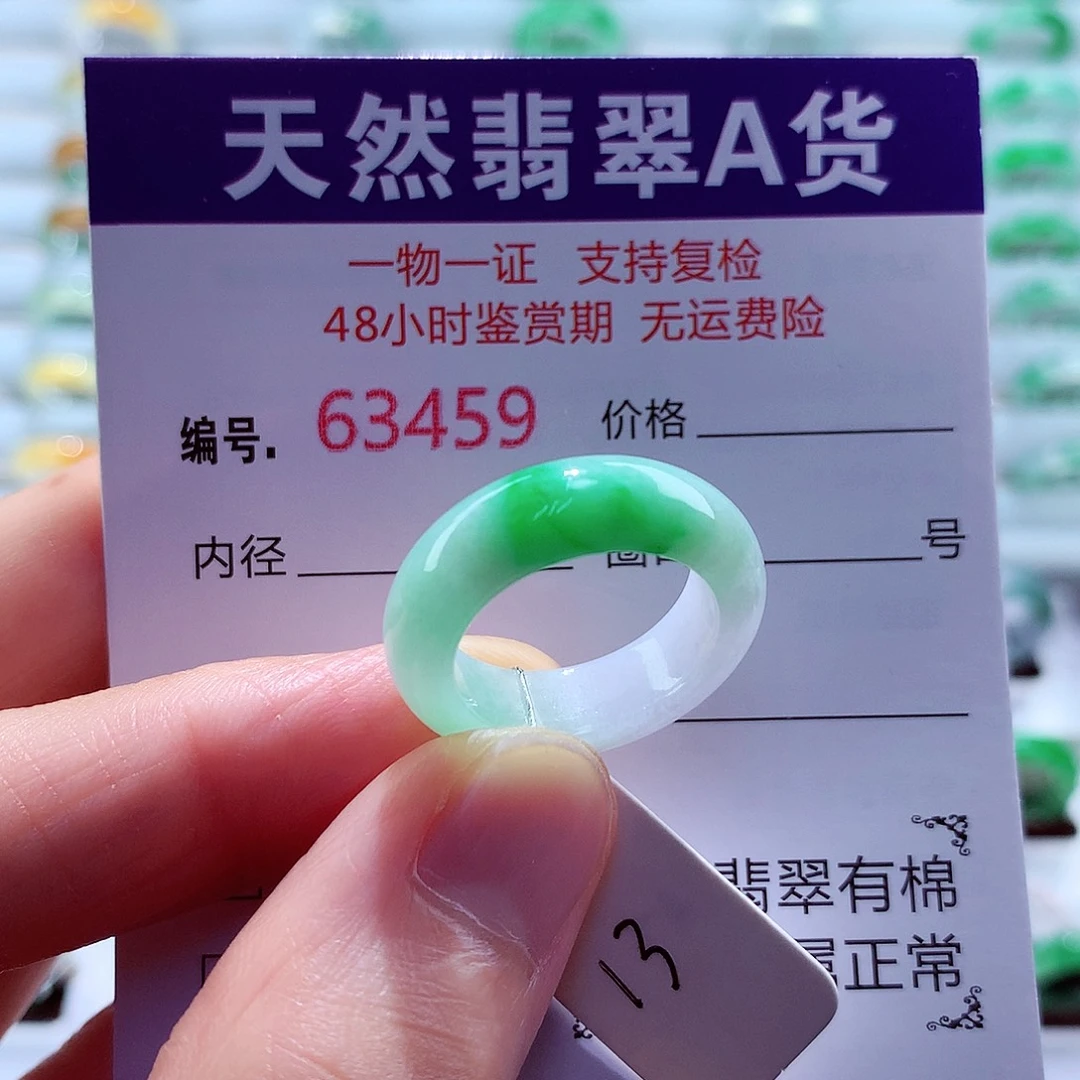 天然翡翠A货
一物一证 支持复检
48小时鉴赏期 无运费险
编号. 63459 价格
内径 号
翡翠有棉
属正常
13